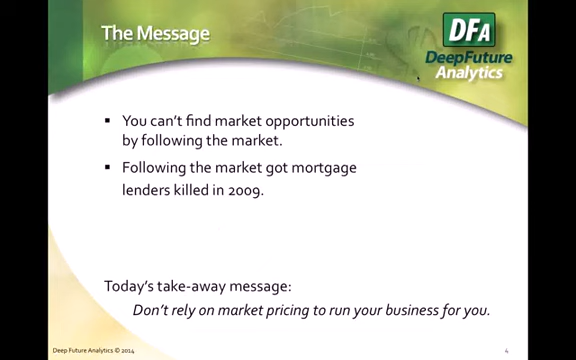 The Message
DFA
DeepFuture
Analytics
▪ You can't find market opportunities
by following the market.
▪ Following the market got mortgage
lenders killed in 2009.
Today's take-away message:
Don't rely on market pricing to run your business for you.
Deep Future Analytics © 2014
4